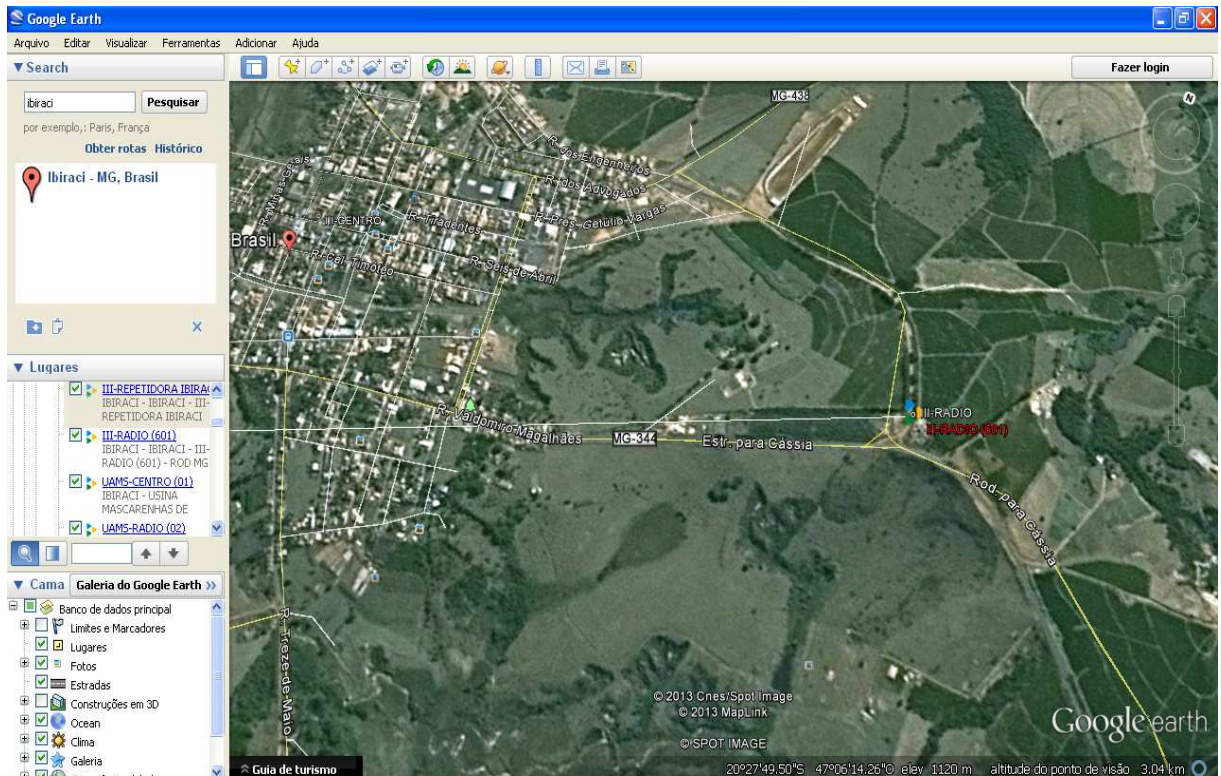 Google Earth
Arquivo Editar Visualizar Ferramentas Adicionar Ajuda
Search
Fazer login
ibiraci
Pesquisar
por exemplo,: Paris, França
Obter rotas Histórico
Ibiraci - MG, Brasil
Lugares
III-REPETIDORA IBIRA
IBIRACI - IBIRACI - III-
REPETIDORA IBIRACI
III-RADIO (601)
IBIRACI - IBIRACI - III-
RADIO (601) - ROD MG
UAMS-CENTRO (01)
IBIRACI - USINA
MASCARENHAS DE
UAMS-RADIO (02)
Cama
Galeria do Google Earth >>
Banco de dados principal
Limites e Marcadores
Lugares
Fotos
Estradas
Construções em 3D
Ocean
Clima
Galeria
MG-438
R. dos Engenheiros
R. dos Advogados
R. Pres. Getúlio Vargas
R. Minas Gerais
III-CENTRO
R. Tiradentes
Brasil
R. Cel. Timóteo
R. Seis de Abril
R. Valdomiro Magalhães
MG-344
Estr. para Cássia
III-RADIO
III-RADIO (601)
Rod. para Cássia
R. Treze-de-Maio
N
© 2013 Cnes/Spot Image
© 2013 MapLink
© SPOT IMAGE
Google earth
Guia de turismo
20°27'49.50"S 47°06'14.26"O elev 1120 m altitude do ponto de visão 3.04 km